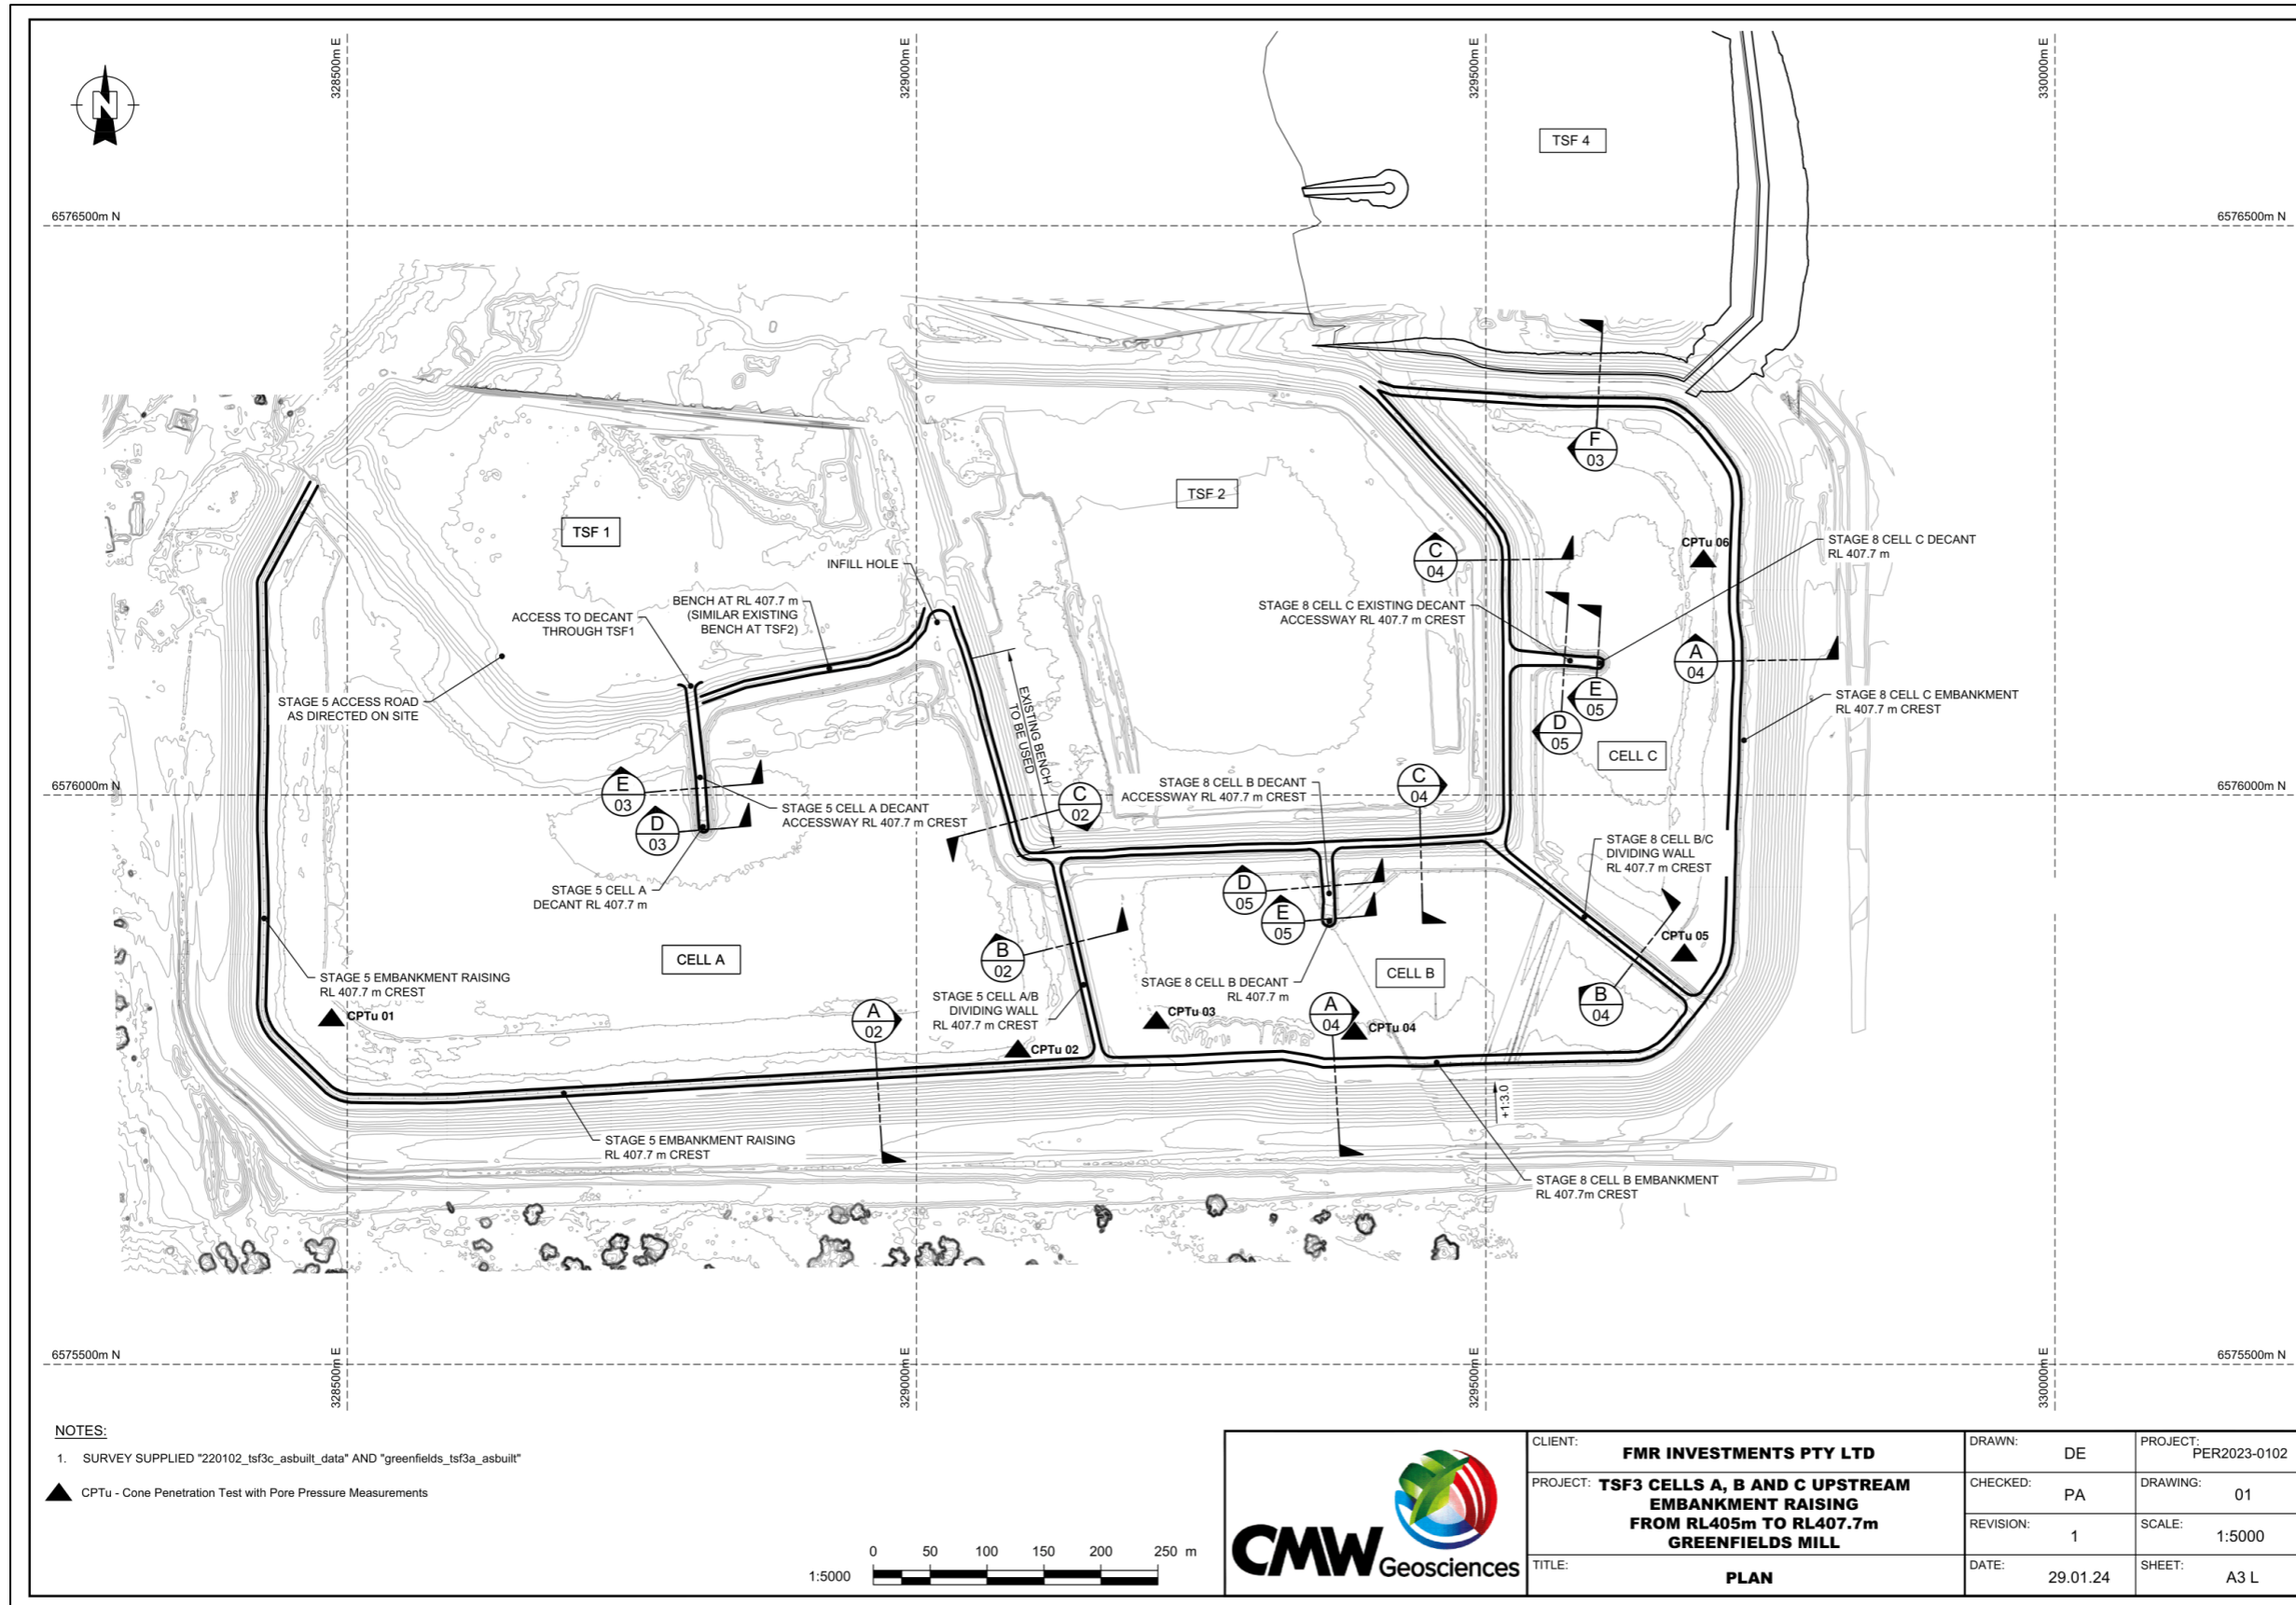 328500m E
329000m E
329500m E
330000m E
N
TSF 4
6576500m N
6576500m N
F
03
TSF 2
TSF 1
CPTu 06
STAGE 8 CELL C DECANT
RL 407.7 m
C
04
INFILL HOLE
BENCH AT RL 407.7 m
(SIMILAR EXISTING
BENCH AT TSF2)
ACCESS TO DECANT
THROUGH TSF1
STAGE 8 CELL C EXISTING DECANT
ACCESSWAY RL 407.7 m CREST
A
04
STAGE 5 ACCESS ROAD
AS DIRECTED ON SITE
E
05
STAGE 8 CELL C EMBANKMENT
RL 407.7 m CREST
EXISTING BENCH
TO BE USED
D
05
CELL C
6576000m N
6576000m N
E
03
C
04
STAGE 8 CELL B DECANT
ACCESSWAY RL 407.7 m CREST
C
02
STAGE 5 CELL A DECANT
ACCESSWAY RL 407.7 m CREST
D
03
STAGE 8 CELL B/C
DIVIDING WALL
RL 407.7 m CREST
STAGE 5 CELL A
DECANT RL 407.7 m
D
05
E
05
CPTu 05
CELL A
B
02
CELL B
STAGE 5 EMBANKMENT RAISING
RL 407.7 m CREST
STAGE 8 CELL B DECANT
RL 407.7 m
B
04
STAGE 5 CELL A/B
DIVIDING WALL
RL 407.7 m CREST
CPTu 01
A
02
CPTu 03
A
04
CPTu 04
CPTu 02
+1:3.0
STAGE 5 EMBANKMENT RAISING
RL 407.7 m CREST
STAGE 8 CELL B EMBANKMENT
RL 407.7m CREST
6575500m N
6575500m N
328500m E
329000m E
329500m E
330000m E
NOTES:
1. SURVEY SUPPLIED "220102_tsf3c_asbuilt_data" AND "greenfields_tsf3a_asbuilt"
CPTu - Cone Penetration Test with Pore Pressure Measurements
0 50 100 150 200 250 m
1:5000
CMW Geosciences
CLIENT:
FMR INVESTMENTS PTY LTD
PROJECT: TSF3 CELLS A, B AND C UPSTREAM
EMBANKMENT RAISING
FROM RL405m TO RL407.7m
GREENFIELDS MILL
TITLE:
PLAN
DRAWN:
DE
PROJECT:
PER2023-0102
CHECKED:
PA
DRAWING:
01
REVISION:
1
SCALE:
1:5000
DATE:
29.01.24
SHEET:
A3 L